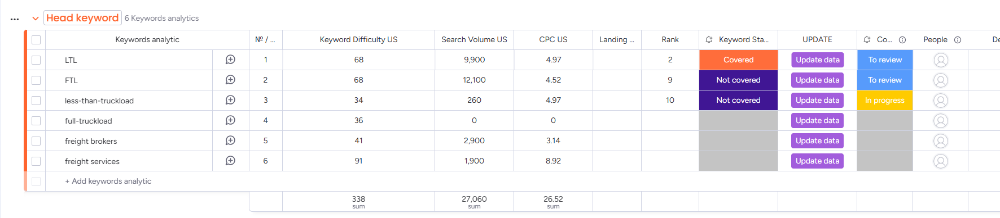 Head keyword 6 Keywords analytics
Keywords analytic № / ... Keyword Difficulty US Search Volume US CPC US Landing ... Rank Keyword Sta... UPDATE Co... People De
LTL 1 68 9,900 4.97 2 Covered Update data To review
FTL 2 68 12,100 4.52 9 Not covered Update data To review
less-than-truckload 3 34 260 4.97 10 Not covered Update data In progress
full-truckload 4 36 0 0 Update data
freight brokers 5 41 2,900 3.14 Update data
freight services 6 91 1,900 8.92 Update data
+ Add keywords analytic
338 27,060 26.52
sum sum sum